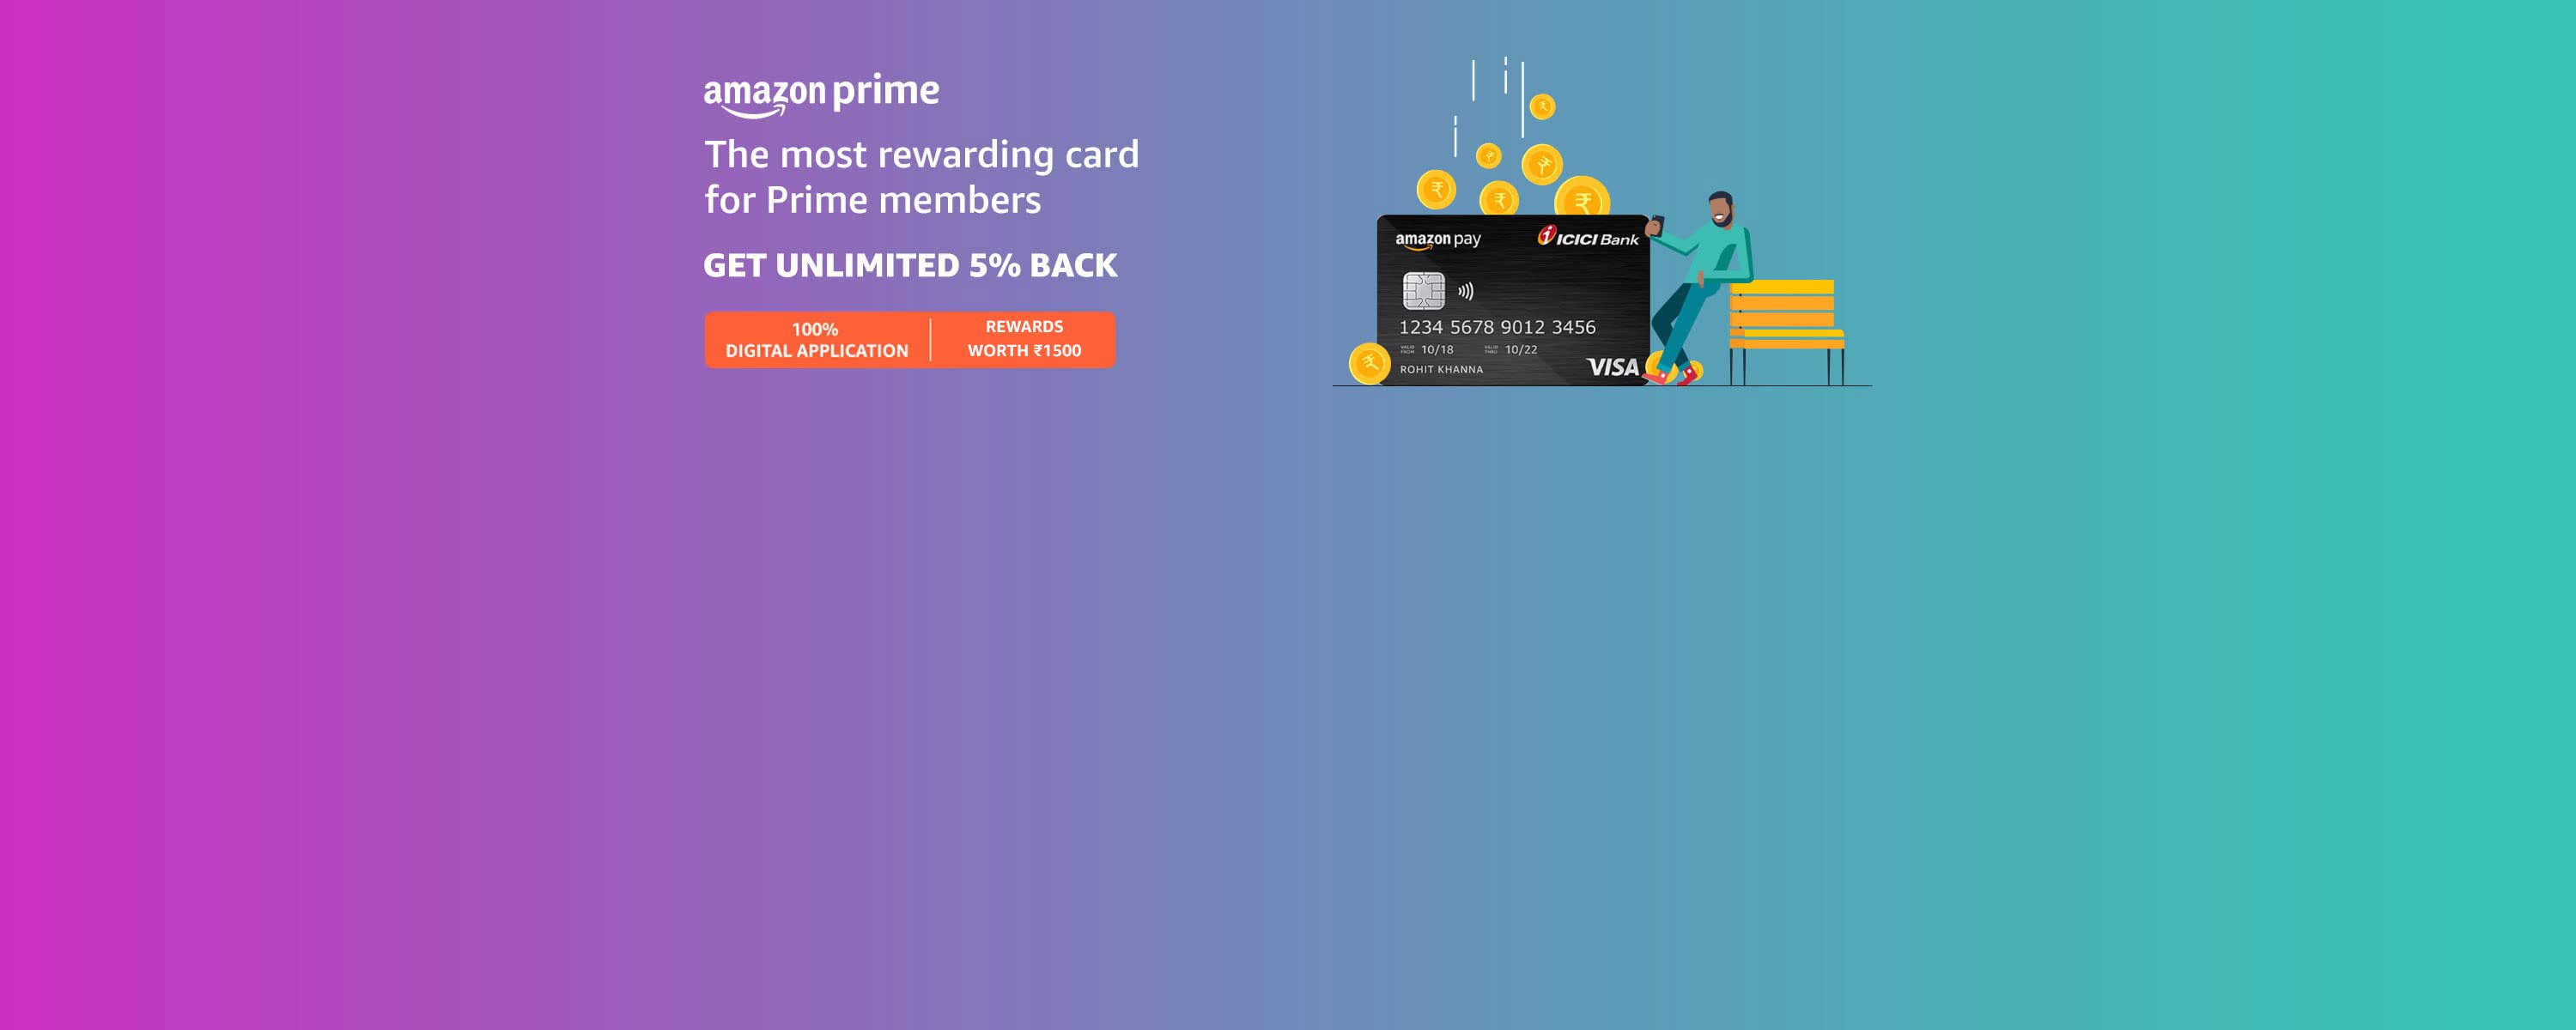 amazon prime
The most rewarding card
for Prime members
GET UNLIMITED 5% BACK
100%
DIGITAL APPLICATION
REWARDS
WORTH ₹1500
amazon pay
ICICI Bank
1234 5678 9012 3456
VALID FROM 10/18 VALID THRU 10/22
ROHIT KHANNA
VISA